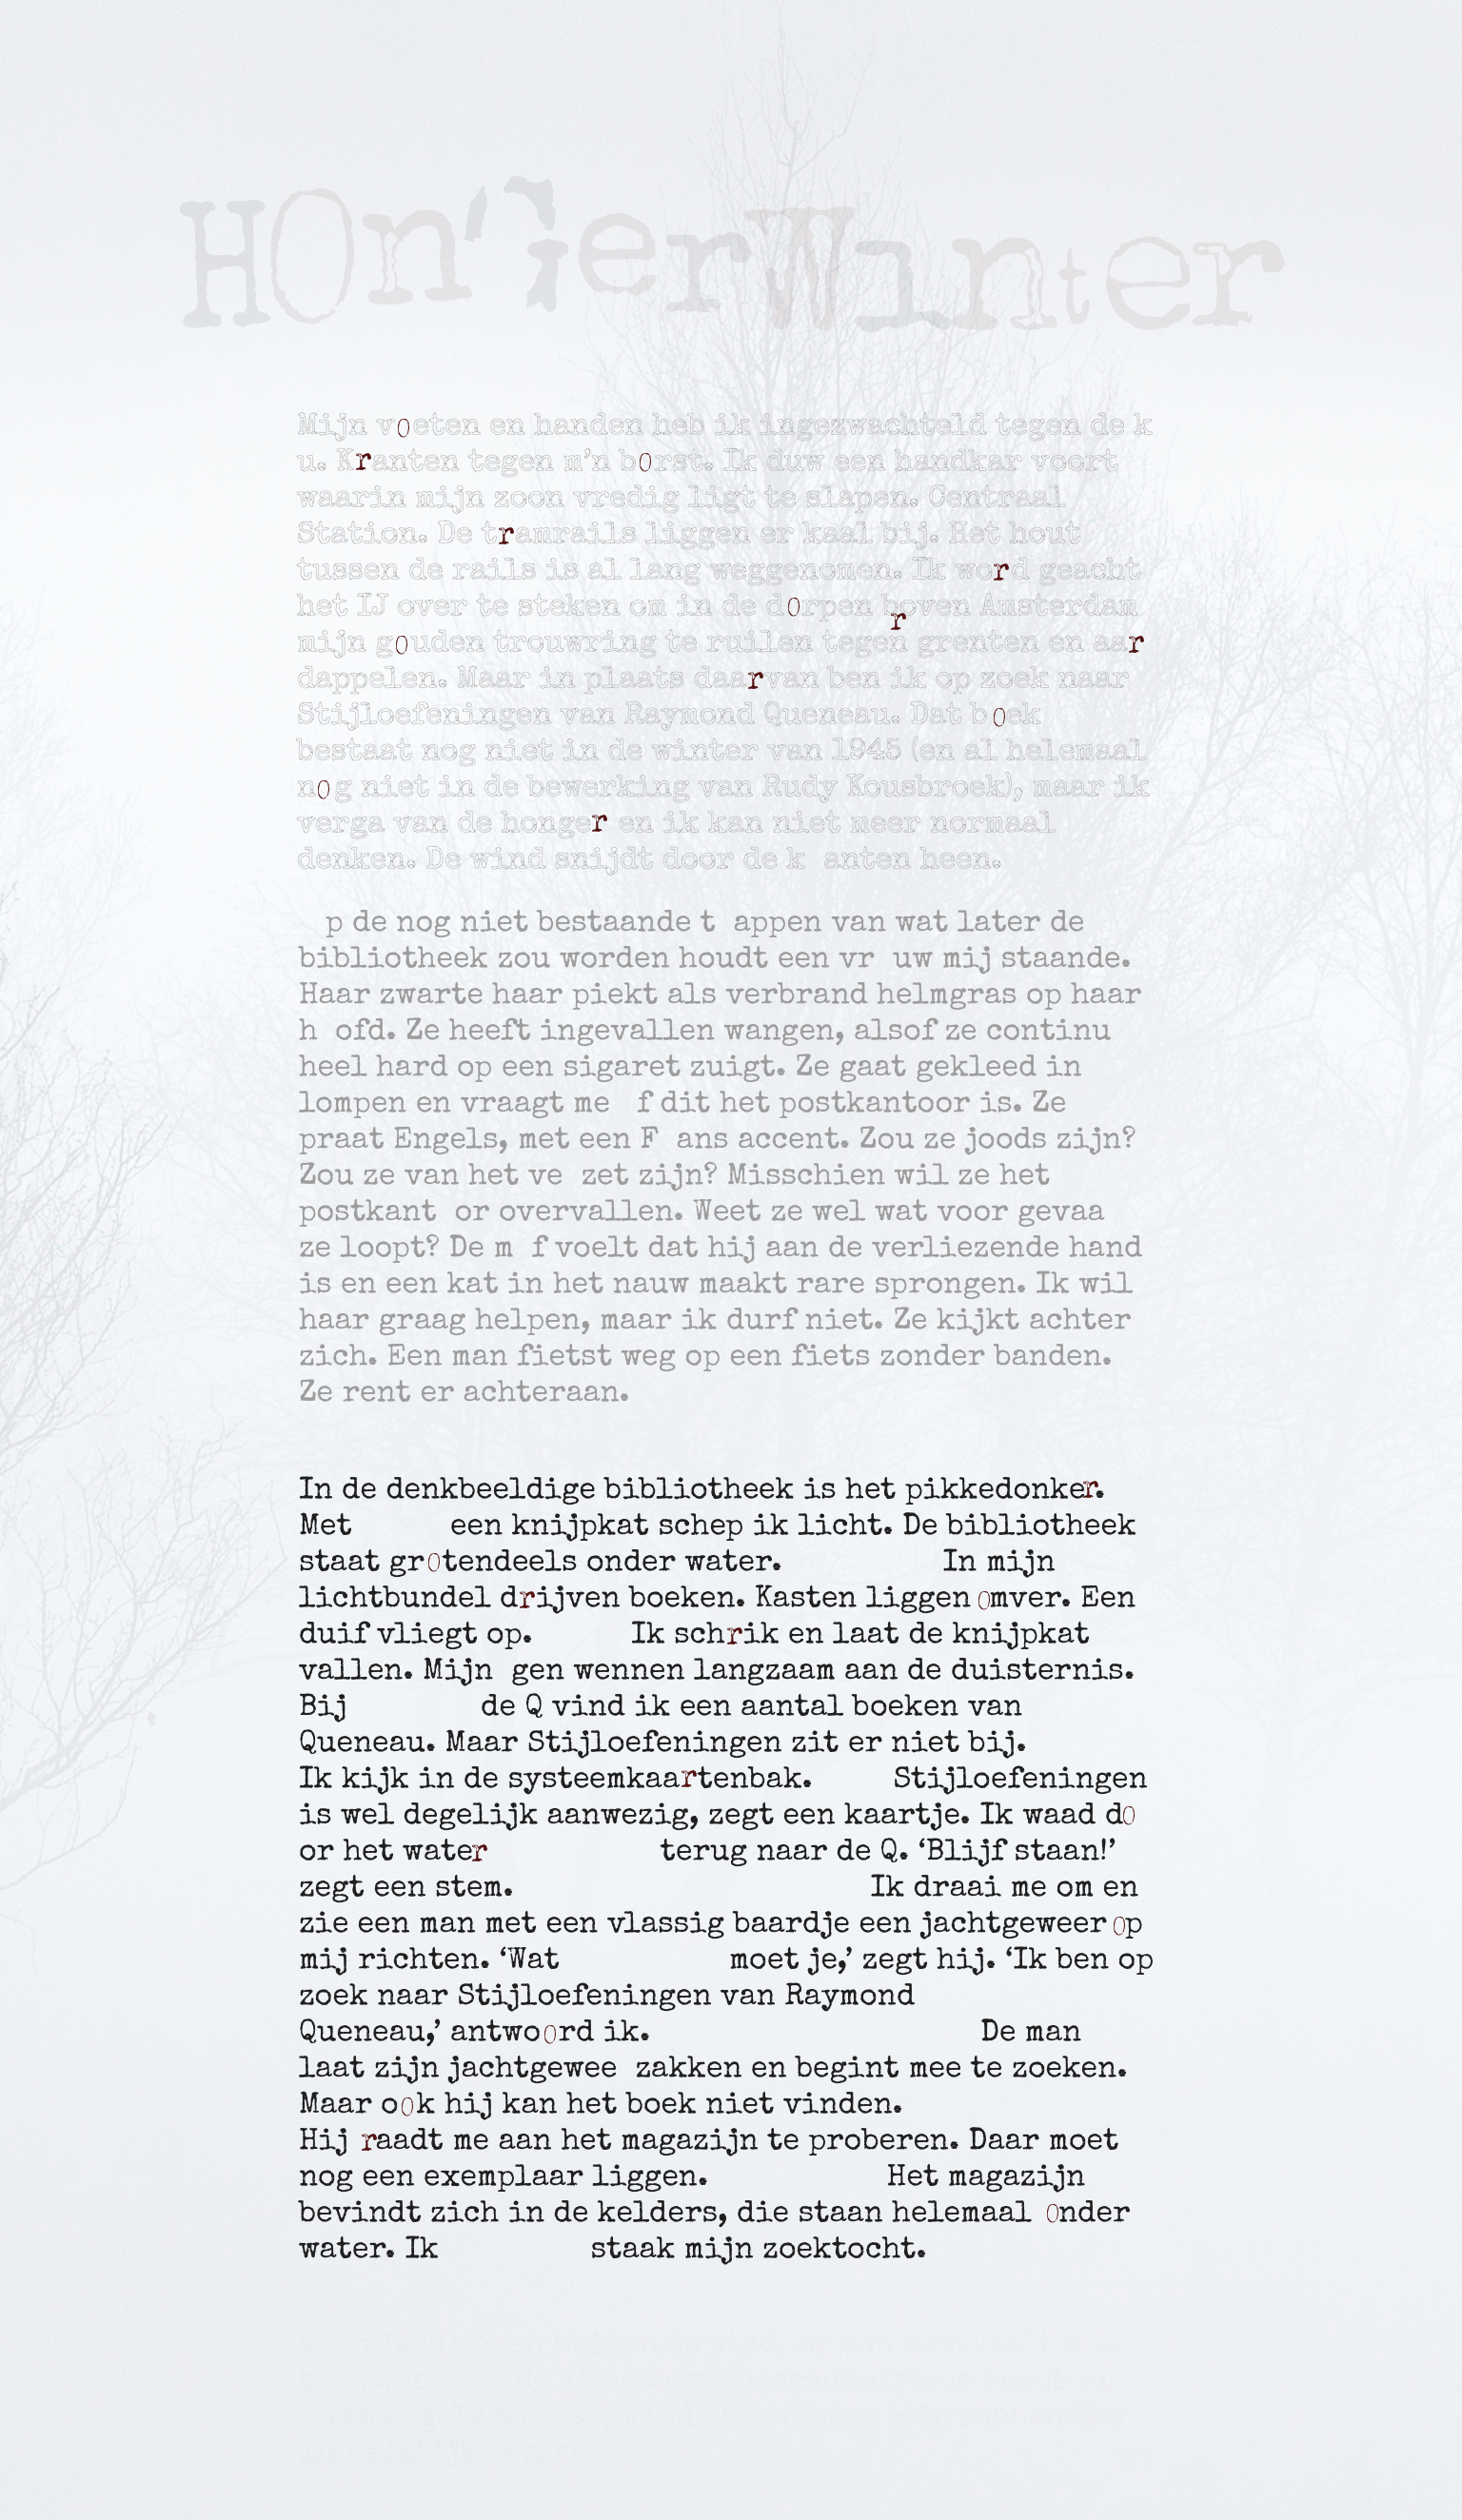 HOn'gerWinter
Mijn voeten en handen heb ik ingezwachteld tegen de k
u. Kranten tegen m'n borst. Ik duw een handkar voort
waarin mijn zoon vredig ligt te slapen. Centraal
Station. De tramrails liggen er kaal bij. Het hout
tussen de rails is al lang weggenomen. Ik word geacht
het IJ over te steken om in de dorpen boven Amsterdam
r
mijn gouden trouwring te ruilen tegen grenten en aar
dappelen. Maar in plaats daarvan ben ik op zoek naar
Stijloefeningen van Raymond Queneau. Dat boek
bestaat nog niet in de winter van 1945 (en al helemaal
nog niet in de bewerking van Rudy Kousbroek), maar ik
verga van de honger en ik kan niet meer normaal
denken. De wind snijdt door de k  anten heen.
p de nog niet bestaande t  appen van wat later de
bibliotheek zou worden houdt een vr  uw mij staande.
Haar zwarte haar piekt als verbrand helmgras op haar
h  ofd. Ze heeft ingevallen wangen, alsof ze continu
heel hard op een sigaret zuigt. Ze gaat gekleed in
lompen en vraagt me   f dit het postkantoor is. Ze
praat Engels, met een F  ans accent. Zou ze joods zijn?
Zou ze van het ve  zet zijn? Misschien wil ze het
postkant  or overvallen. Weet ze wel wat voor gevaa
ze loopt? De m  f voelt dat hij aan de verliezende hand
is en een kat in het nauw maakt rare sprongen. Ik wil
haar graag helpen, maar ik durf niet. Ze kijkt achter
zich. Een man fietst weg op een fiets zonder banden.
Ze rent er achteraan.
In de denkbeeldige bibliotheek is het pikkedonker.
Met          een knijpkat schep ik licht. De bibliotheek
staat grotendeels onder water.                 In mijn
lichtbundel drijven boeken. Kasten liggen omver. Een
duif vliegt op.          Ik schrik en laat de knijpkat
vallen. Mijn  gen wennen langzaam aan de duisternis.
Bij              de Q vind ik een aantal boeken van
Queneau. Maar Stijloefeningen zit er niet bij.
Ik kijk in de systeemkaartenbak.        Stijloefeningen
is wel degelijk aanwezig, zegt een kaartje. Ik waad do
or het water                  terug naar de Q. ‘Blijf staan!’
zegt een stem.                                      Ik draai me om en
zie een man met een vlassig baardje een jachtgeweer op
mij richten. ‘Wat                  moet je,’ zegt hij. ‘Ik ben op
zoek naar Stijloefeningen van Raymond
Queneau,’ antwoord ik.                                   De man
laat zijn jachtgewee  zakken en begint mee te zoeken.
Maar ook hij kan het boek niet vinden.
Hij raadt me aan het magazijn te proberen. Daar moet
nog een exemplaar liggen.                   Het magazijn
bevindt zich in de kelders, die staan helemaal onder
water. Ik                staak mijn zoektocht.